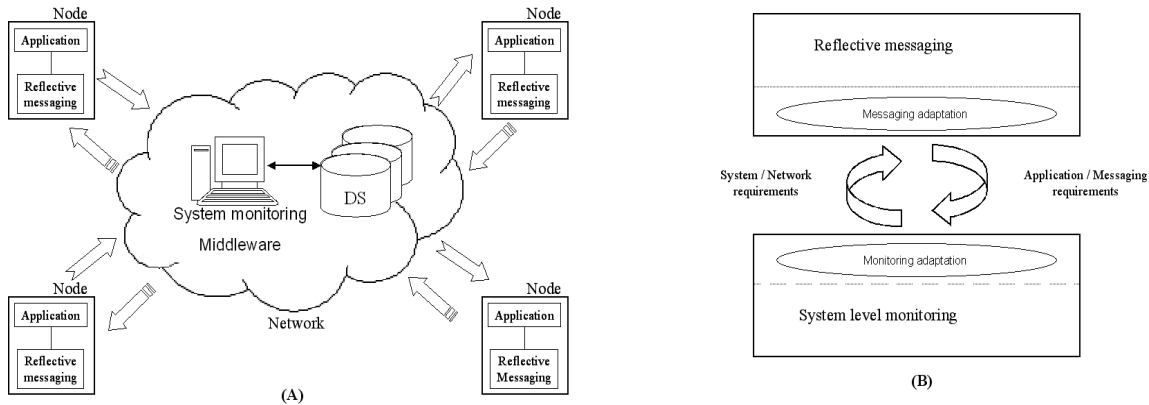 Node
Application
Reflective
messaging
Node
Application
Reflective
messaging
System monitoring
DS
Middleware
Node
Application
Reflective
messaging
Network
Node
Application
Reflective
Messaging
(A)
Reflective messaging
Messaging adaptation
System / Network
requirements
Application / Messaging
requirements
Monitoring adaptation
System level monitoring
(B)